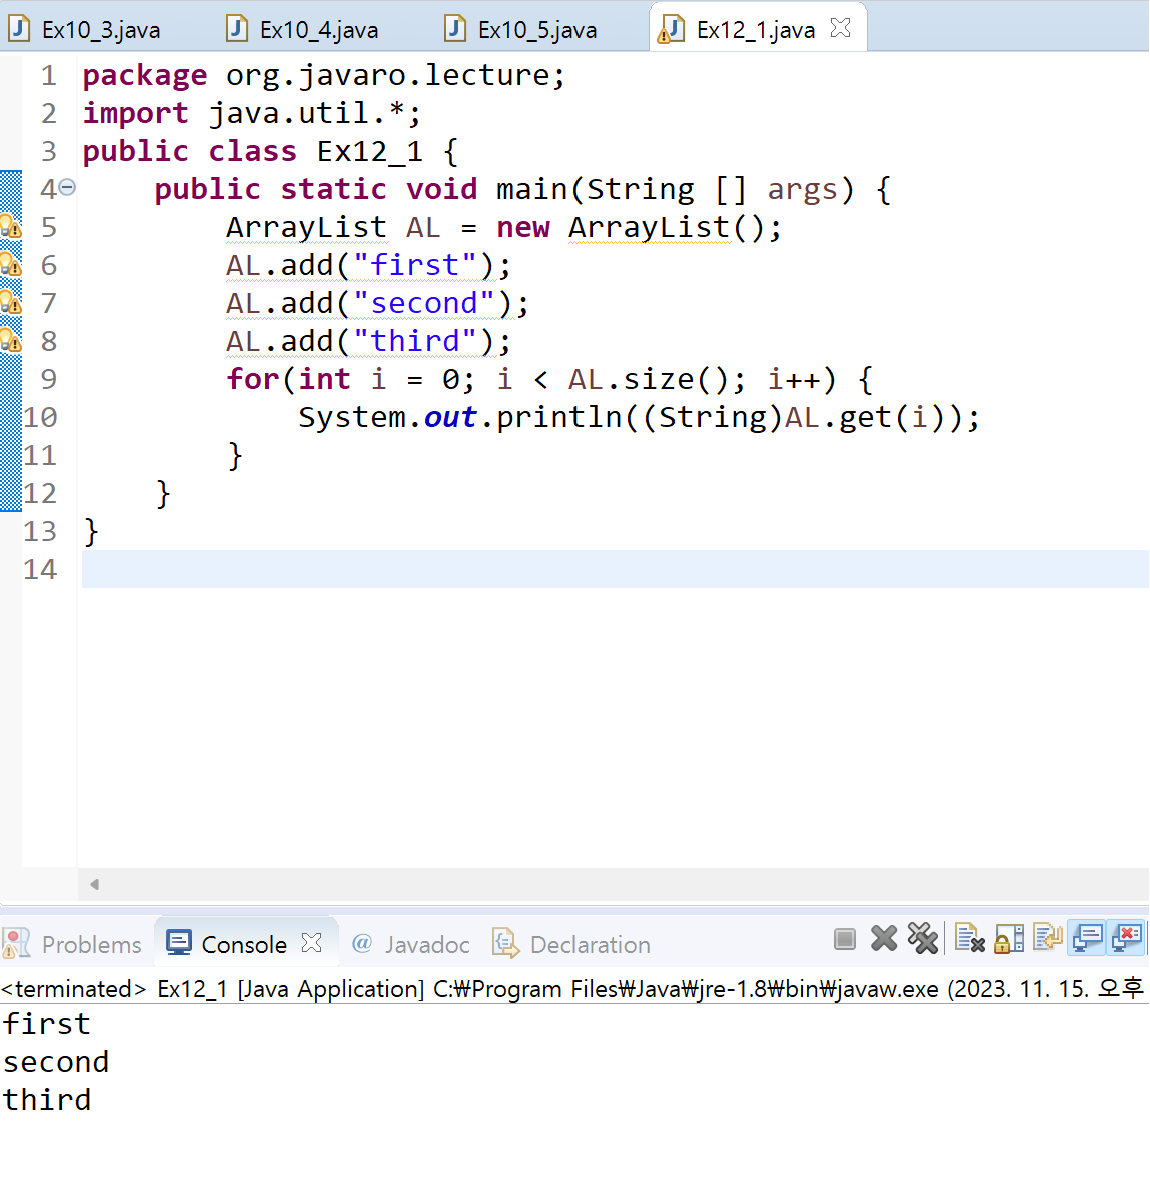 Ex10_3.java Ex10_4.java Ex10_5.java Ex12_1.java
1 package org.javaro.lecture;
2 import java.util.*;
3 public class Ex12_1 {
4     public static void main(String [] args) {
5         ArrayList AL = new ArrayList();
6         AL.add("first");
7         AL.add("second");
8         AL.add("third");
9         for(int i = 0; i < AL.size(); i++) {
10             System.out.println((String)AL.get(i));
11         }
12     }
13 }
14
Problems Console @ Javadoc Declaration
<terminated> Ex12_1 [Java Application] C:₩Program Files₩Java₩jre-1.8₩bin₩javaw.exe (2023. 11. 15. 오후
first
second
third